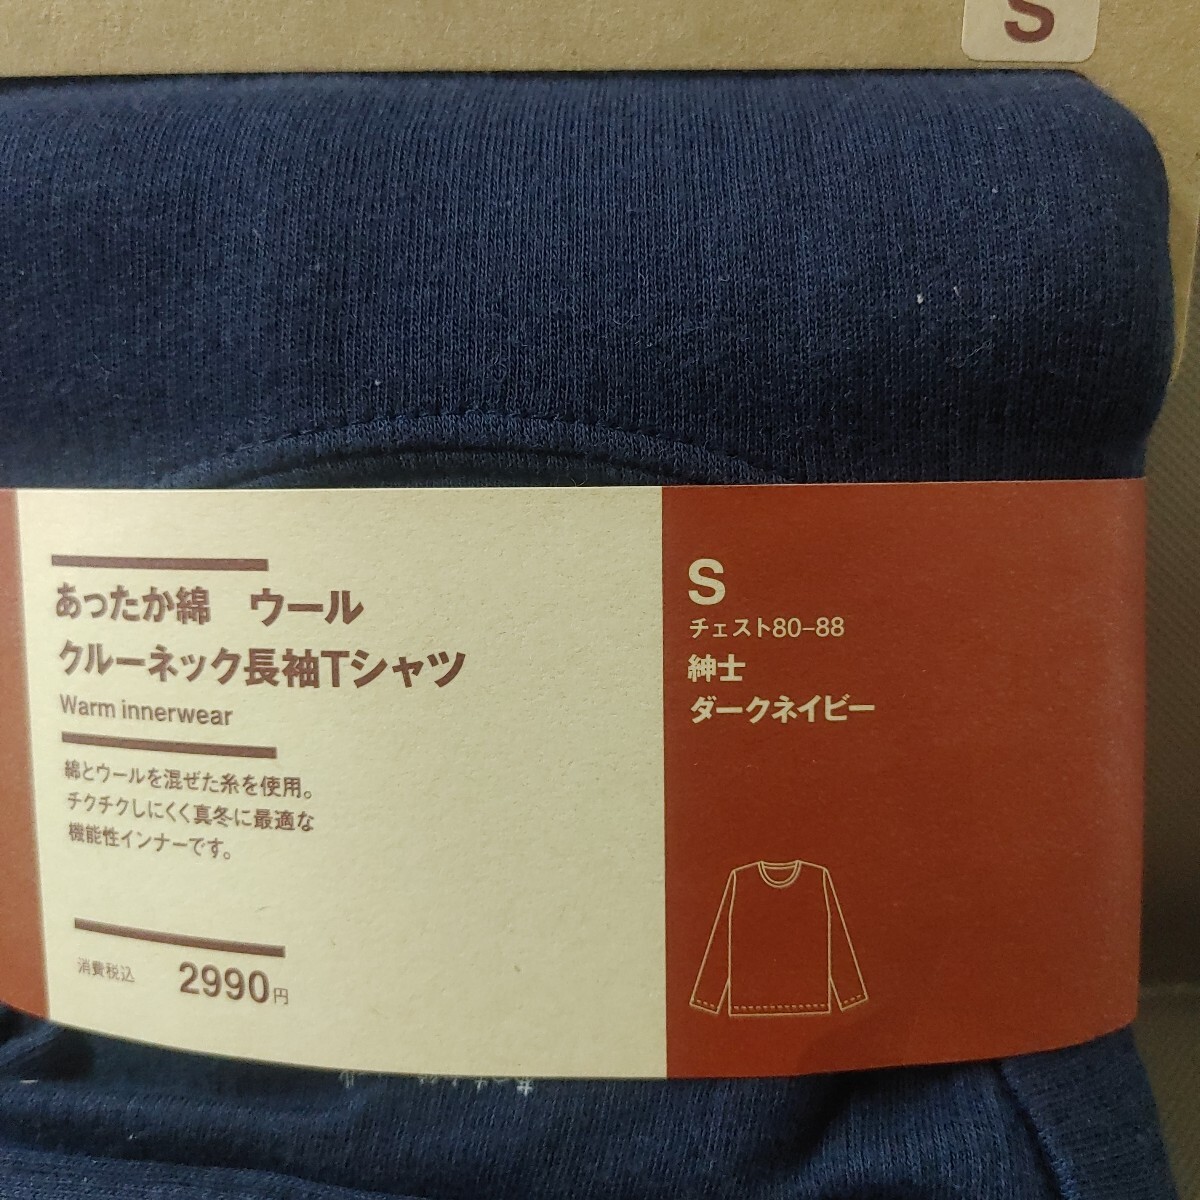 S
あったか綿　ウール
クルーネック長袖Tシャツ
Warm innerwear
綿とウールを混ぜた糸を使用。
チクチクしにくく真冬に最適な
機能性インナーです。
消費税込 2990円
S
チェスト80-88
紳士
ダークネイビー